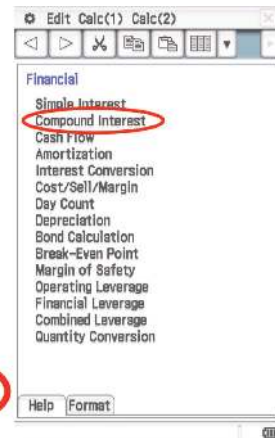 Edit Calc(1) Calc(2)
Financial
Simple Interest
Compound Interest
Cash Flow
Amortization
Interest Conversion
Cost/Sell/Margin
Day Count
Depreciation
Bond Calculation
Break-Even Point
Margin of Safety
Operating Leverage
Financial Leverage
Combined Leverage
Quantity Conversion
Help Format